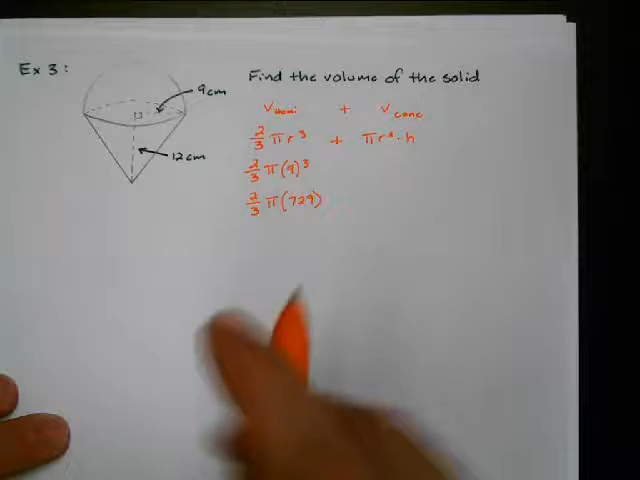 Ex 3:
Find the volume of the solid
9cm
12cm
V hemi + V cone
2/3 πr³ + πr²·h
2/3 π(9)³
2/3 π(729)